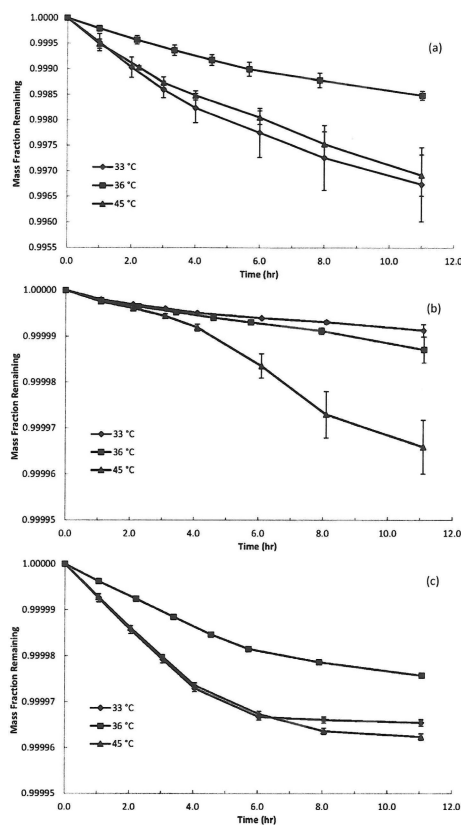 1.0000
(a)
0.9995
0.9990
0.9985
0.9980
0.9975
0.9970
0.9965
0.9960
0.9955
Mass Fraction Remaining
33 °C
36 °C
45 °C
0.0 2.0 4.0 6.0 8.0 10.0 12.0
Time (hr)
1.00000
(b)
0.99999
0.99998
0.99997
0.99996
0.99995
Mass Fraction Remaining
33 °C
36 °C
45 °C
0.0 2.0 4.0 6.0 8.0 10.0 12.0
Time (hr)
1.00000
(c)
0.99999
0.99998
0.99997
0.99996
0.99995
Mass Fraction Remaining
33 °C
36 °C
45 °C
0.0 2.0 4.0 6.0 8.0 10.0 12.0
Time (hr)